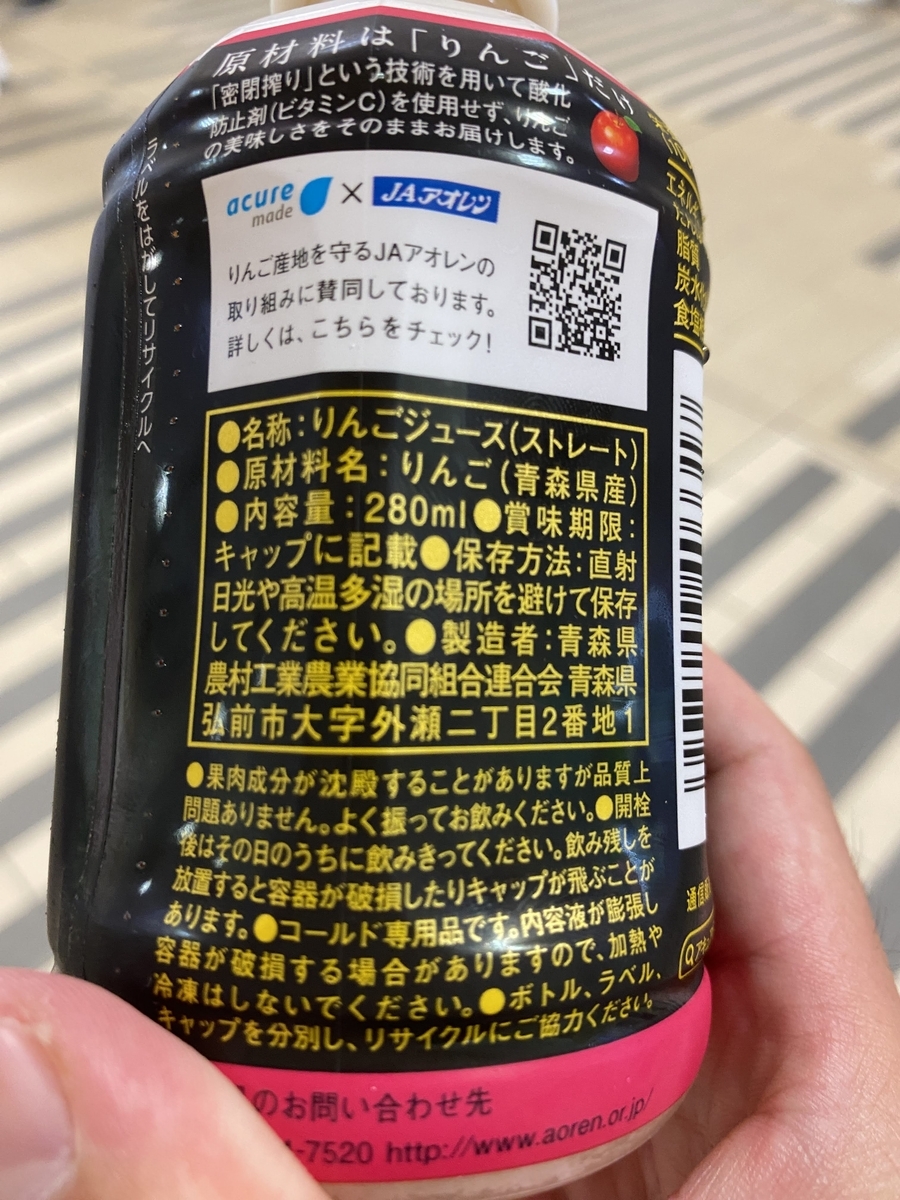 原材料は「りんご」だけ
「密閉搾り」という技術を用いて酸化
防止剤(ビタミンC)を使用せず、りんご
の美味しさをそのままお届けします。
ラベルをはがしてリサイクルへ
acure made × JAアオレン
りんご産地を守るJAアオレンの
取り組みに賛同しております。
詳しくは、こちらをチェック!
●名称:りんごジュース(ストレート)
●原材料名:りんご(青森県産)
●内容量:280ml●賞味期限:
キャップに記載●保存方法:直射
日光や高温多湿の場所を避けて保存
してください。●製造者:青森県
農村工業農業協同組合連合会 青森県
弘前市大字外瀬二丁目2番地1
●果肉成分が沈殿することがありますが品質上
問題ありません。よく振ってお飲みください。●開栓
後はその日のうちに飲みきってください。飲み残しを
放置すると容器が破損したりキャップが飛ぶことが
あります。●コールド専用品です。内容液が膨張し
容器が破損する場合がありますので、加熱や
冷凍はしないでください。●ボトル、ラベル、
キャップを分別し、リサイクルにご協力ください。
のお問い合わせ先
-7520 http://www.aoren.or.jp/
エネル
脂質
炭水
食塩
通信